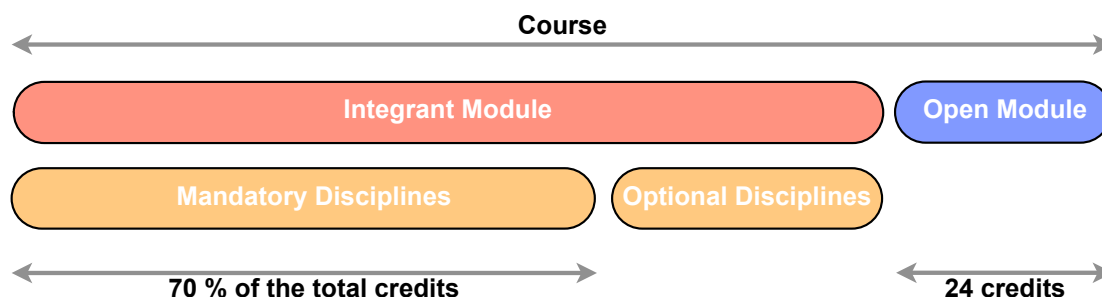 Course
Integrant Module
Open Module
Mandatory Disciplines
Optional Disciplines
70 % of the total credits
24 credits